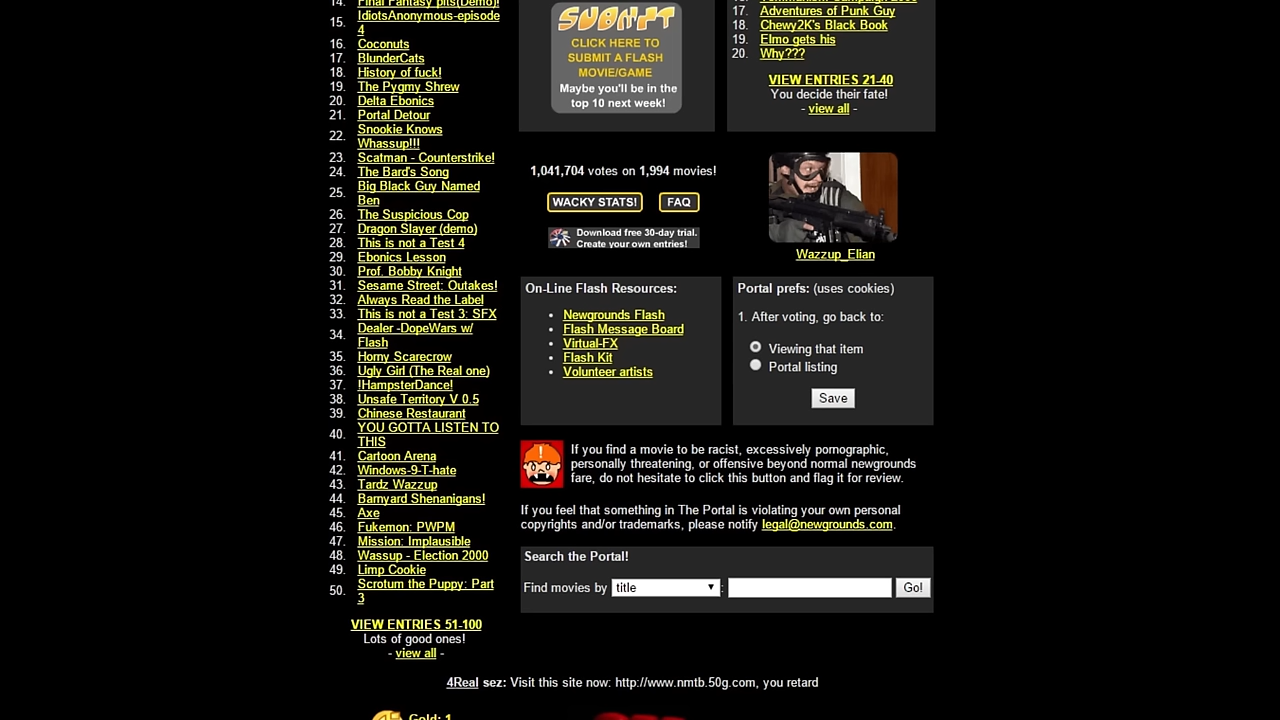 14. Final Fantasy pits(Demo)!
15. IdiotsAnonymous-episode
4
16. Coconuts
17. BlunderCats
18. History of fuck!
19. The Pygmy Shrew
20. Delta Ebonics
21. Portal Detour
22. Snookie Knows
Whassup!!!
23. Scatman - Counterstrike!
24. The Bard's Song
25. Big Black Guy Named
Ben
26. The Suspicious Cop
27. Dragon Slayer (demo)
28. This is not a Test 4
29. Ebonics Lesson
30. Prof. Bobby Knight
31. Sesame Street: Outakes!
32. Always Read the Label
33. This is not a Test 3: SFX
34. Dealer -DopeWars w/
Flash
35. Horny Scarecrow
36. Ugly Girl (The Real one)
37. !HampsterDance!
38. Unsafe Territory V 0.5
39. Chinese Restaurant
40. YOU GOTTA LISTEN TO
THIS
41. Cartoon Arena
42. Windows-9-T-hate
43. Tardz Wazzup
44. Barnyard Shenanigans!
45. Axe
46. Fukemon: PWPM
47. Mission: Implausible
48. Wassup - Election 2000
49. Limp Cookie
50. Scrotum the Puppy: Part
3
VIEW ENTRIES 51-100
Lots of good ones!
- view all -
SUBMIT
CLICK HERE TO
SUBMIT A FLASH
MOVIE/GAME
Maybe you'll be in the
top 10 next week!
17. Adventures of Punk Guy
18. Chewy2K's Black Book
19. Elmo gets his
20. Why???
VIEW ENTRIES 21-40
You decide their fate!
- view all -
1,041,704 votes on 1,994 movies!
WACKY STATS! FAQ
Download free 30-day trial.
Create your own entries!
Wazzup_Elian
On-Line Flash Resources:
• Newgrounds Flash
• Flash Message Board
• Virtual-FX
• Flash Kit
• Volunteer artists
Portal prefs: (uses cookies)
1. After voting, go back to:
Viewing that item
Portal listing
Save
If you find a movie to be racist, excessively pornographic,
personally threatening, or offensive beyond normal newgrounds
fare, do not hesitate to click this button and flag it for review.
If you feel that something in The Portal is violating your own personal
copyrights and/or trademarks, please notify legal@newgrounds.com.
Search the Portal!
Find movies by title : Go!
4Real sez: Visit this site now: http://www.nmtb.50g.com, you retard
Gold: 1